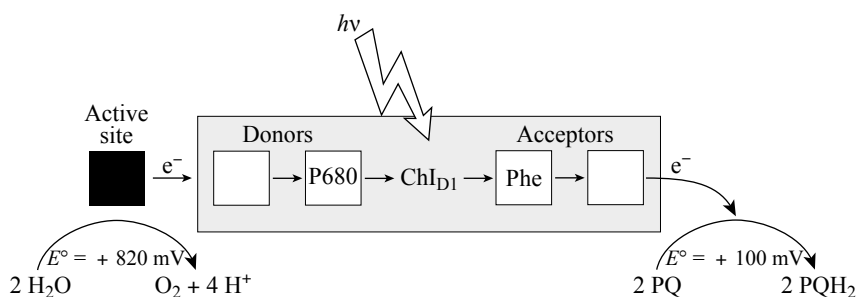 hν
Active
site
Donors
Acceptors
e⁻
P680
ChI_D1
Phe
e⁻
E° = + 820 mV
2 H₂O
O₂ + 4 H⁺
E° = + 100 mV
2 PQ
2 PQH₂